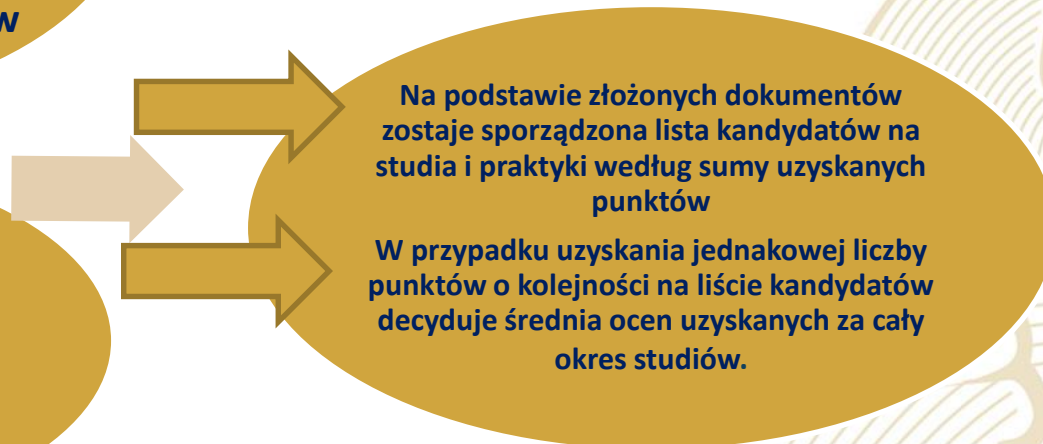 w
Na podstawie złożonych dokumentów
zostaje sporządzona lista kandydatów na
studia i praktyki według sumy uzyskanych
punktów
W przypadku uzyskania jednakowej liczby
punktów o kolejności na liście kandydatów
decyduje średnia ocen uzyskanych za cały
okres studiów.